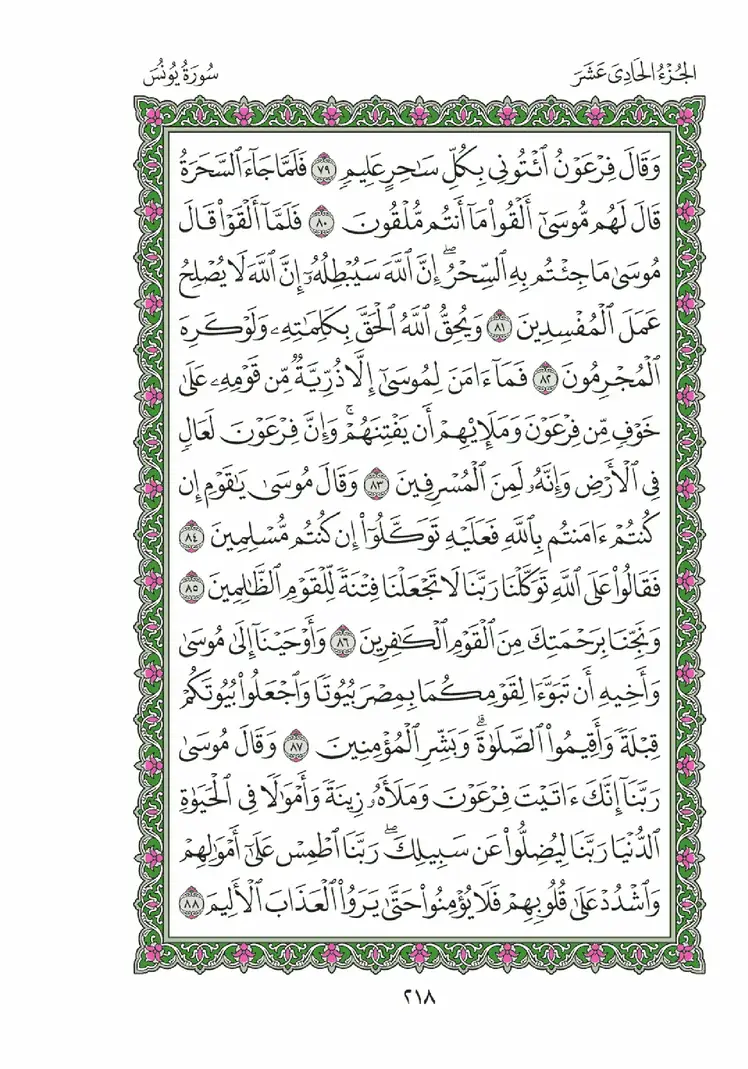 الجُزْءُ الحَادِىَ عَشَرَ
سُورَةُ يُونُسَ
وَقَالَ فِرْعَوْنُ ٱئْتُونِى بِكُلِّ سَٰحِرٍ عَلِيمٍ ٧٩ فَلَمَّا جَآءَ ٱلسَّحَرَةُ
قَالَ لَهُم مُّوسَىٰٓ أَلْقُوا۟ مَآ أَنتُم مُّلْقُونَ ٨٠ فَلَمَّآ أَلْقَوْا۟ قَالَ
مُوسَىٰ مَا جِئْتُم بِهِ ٱلسِّحْرُ ۖ إِنَّ ٱللَّهَ سَيُبْطِلُهُۥٓ إِنَّ ٱللَّهَ لَا يُصْلِحُ
عَمَلَ ٱلْمُفْسِدِينَ ٨١ وَيُحِقُّ ٱللَّهُ ٱلْحَقَّ بِكَلِمَٰتِهِۦ وَلَوْ كَرِهَ
ٱلْمُجْرِمُونَ ٨٢ فَمَآ ءَامَنَ لِمُوسَىٰٓ إِلَّا ذُرِّيَّةٌ مِّن قَوْمِهِۦ عَلَىٰ
خَوْفٍ مِّن فِرْعَوْنَ وَمَلَإِي۟هِمْ أَن يَفْتِنَهُمْ ۚ وَإِنَّ فِرْعَوْنَ لَعَالٍ
فِى ٱلْأَرْضِ وَإِنَّهُۥ لَمِنَ ٱلْمُسْرِفِينَ ٨٣ وَقَالَ مُوسَىٰ يَٰقَوْمِ إِن
كُنتُمْ ءَامَنتُم بِٱللَّهِ فَعَلَيْهِ تَوَكَّلُوٓا۟ إِن كُنتُم مُّسْلِمِينَ ٨٤
فَقَالُوا۟ عَلَى ٱللَّهِ تَوَكَّلْنَا رَبَّنَا لَا تَجْعَلْنَا فِتْنَةً لِّلْقَوْمِ ٱلظَّٰلِمِينَ ٨٥
وَنَجِّنَا بِرَحْمَتِكَ مِنَ ٱلْقَوْمِ ٱلْكَٰفِرِينَ ٨٦ وَأَوْحَيْنَآ إِلَىٰ مُوسَىٰ
وَأَخِيهِ أَن تَبَوَّءَا لِقَوْمِكُمَا بِمِصْرَ بُيُوتًا وَٱجْعَلُوا۟ بُيُوتَكُمْ
قِبْلَةً وَأَقِيمُوا۟ ٱلصَّلَوٰةَ ۗ وَبَشِّرِ ٱلْمُؤْمِنِينَ ٨٧ وَقَالَ مُوسَىٰ
رَبَّنَآ إِنَّكَ ءَاتَيْتَ فِرْعَوْنَ وَمَلَأَهُۥ زِينَةً وَأَمْوَٰلًا فِى ٱلْحَيَوٰةِ
ٱلدُّنْيَا رَبَّنَا لِيُضِلُّوا۟ عَن سَبِيلِكَ ۖ رَبَّنَا ٱطْمِسْ عَلَىٰٓ أَمْوَٰلِهِمْ
وَٱشْدُدْ عَلَىٰ قُلُوبِهِمْ فَلَا يُؤْمِنُوا۟ حَتَّىٰ يَرَوُا۟ ٱلْعَذَابَ ٱلْأَلِيمَ ٨٨
٢١٨